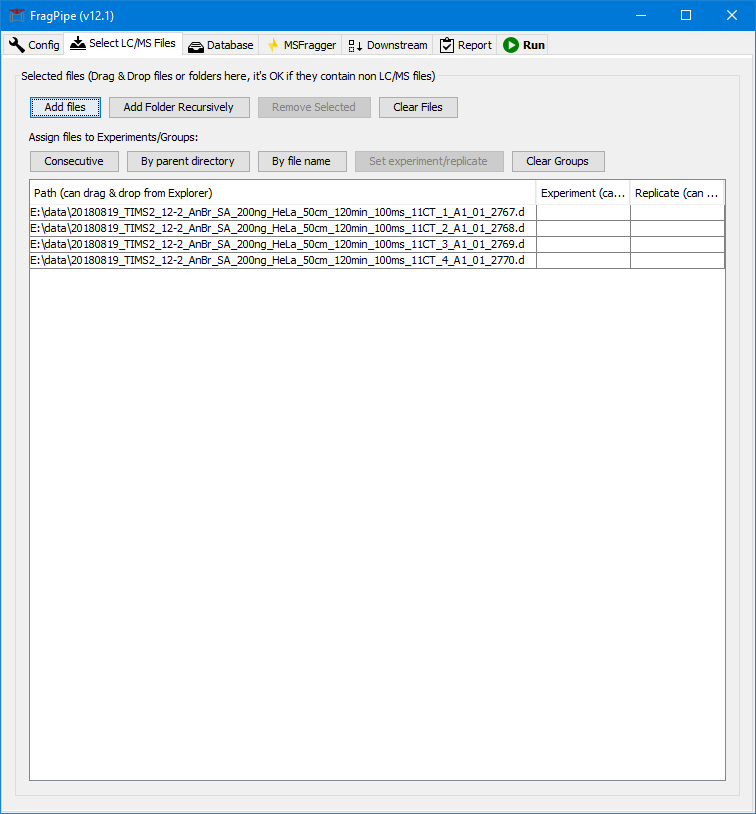 FragPipe (v12.1)
Config Select LC/MS Files Database MSFragger Downstream Report Run
Selected files (Drag & Drop files or folders here, it's OK if they contain non LC/MS files)
Add files Add Folder Recursively Remove Selected Clear Files
Assign files to Experiments/Groups:
Consecutive By parent directory By file name Set experiment/replicate Clear Groups
Path (can drag & drop from Explorer) Experiment (ca... Replicate (can ...
E:\data\20180819_TIMS2_12-2_AnBr_SA_200ng_HeLa_50cm_120min_100ms_11CT_1_A1_01_2767.d
E:\data\20180819_TIMS2_12-2_AnBr_SA_200ng_HeLa_50cm_120min_100ms_11CT_2_A1_01_2768.d
E:\data\20180819_TIMS2_12-2_AnBr_SA_200ng_HeLa_50cm_120min_100ms_11CT_3_A1_01_2769.d
E:\data\20180819_TIMS2_12-2_AnBr_SA_200ng_HeLa_50cm_120min_100ms_11CT_4_A1_01_2770.d